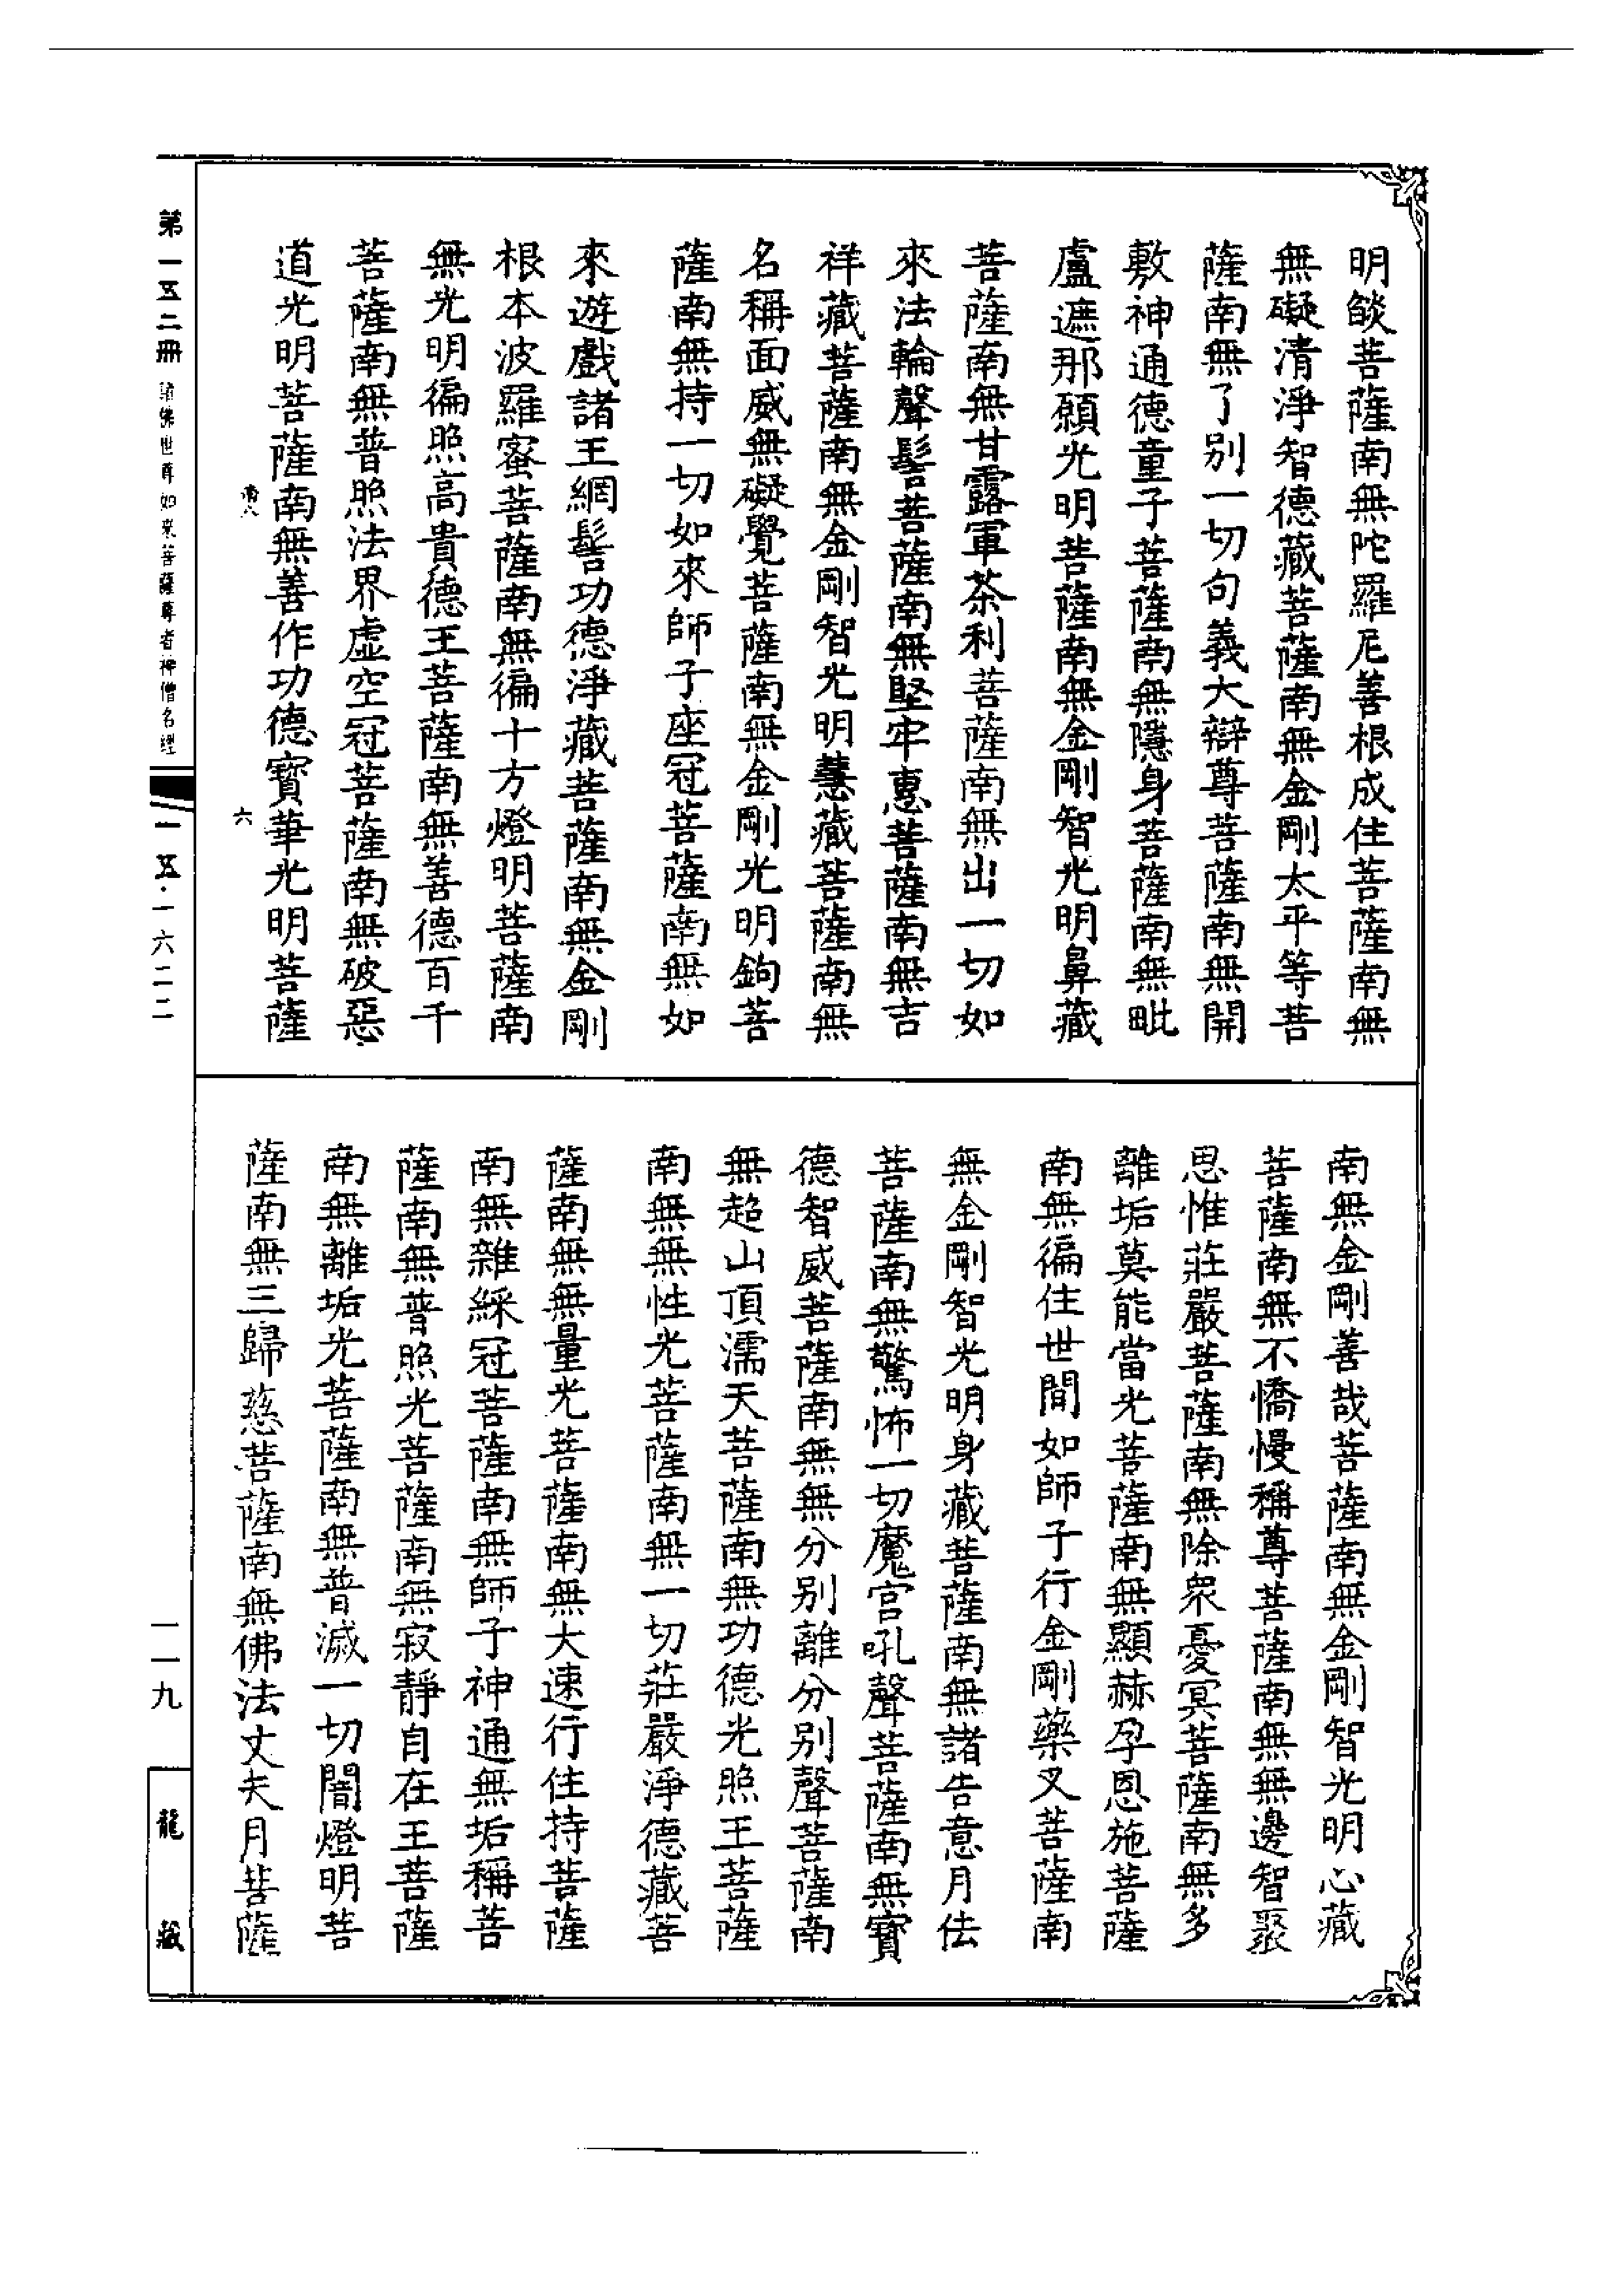 明燄菩薩南無陀羅尼善根成住菩薩南無
無礙清淨智德藏菩薩南無金剛太平等菩
薩南無了别一切句義大辯尊菩薩南無開
敷神通德童子菩薩南無隱身菩薩南無毗
盧遮那願光明菩薩南無金剛智光明鼻藏
菩薩南無甘露軍茶利菩薩南無出一切如
來法輪聲髻菩薩南無堅牢惠菩薩南無吉
祥藏菩薩南無金剛智光明慧藏菩薩南無
名稱面威無礙覺菩薩南無金剛光明鉤菩
薩南無持一切如來師子座冠菩薩南無如
來遊戲諸王網髻功德淨藏菩薩南無金剛
根本波羅蜜菩薩南無徧十方燈明菩薩南
無光明徧照高貴德王菩薩南無善德百千
菩薩南無普照法界虛空冠菩薩南無破惡
道光明菩薩南無善作功德寶華光明菩薩
六
南無金剛善哉菩薩南無金剛智光明心藏
菩薩南無不憍慢稱尊菩薩南無無邊智聚
思惟莊嚴菩薩南無除衆憂冥菩薩南無多
離垢莫能當光菩薩南無顯赫孕恩施菩薩
南無徧住世間如師子行金剛藥叉菩薩南
無金剛智光明身藏菩薩南無諸告意月佉
菩薩南無驚怖一切魔宮吼聲菩薩南無寶
德智威菩薩南無無分别離分别聲菩薩南
無超山頂濡天菩薩南無功德光照王菩薩
南無無性光菩薩南無一切莊嚴淨德藏菩
薩南無無量光菩薩南無大速行住持菩薩
南無雜綵冠菩薩南無師子神通無垢稱菩
薩南無普照光菩薩南無寂靜自在王菩薩
南無離垢光菩薩南無普滅一切闇燈明菩
薩南無三歸慈菩薩南無佛法丈夫月菩薩
第一五二冊 諸佛世尊如來菩薩尊者神僧名經
一五·一六二二
一一九
龍藏